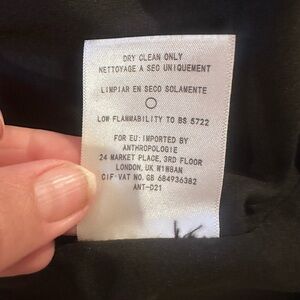 DRY CLEAN ONLY
NETTOYAGE A SEC UNIQUEMENT
LIMPIAR EN SECO SOLAMENTE
LOW FLAMMABILITY TO BS 5722
FOR EU: IMPORTED BY
ANTHROPOLOGIE
24 MARKET PLACE, 3RD FLOOR
LONDON, UK W1W8AN
CIF-VAT NO. GB 684936382
ANT-D21